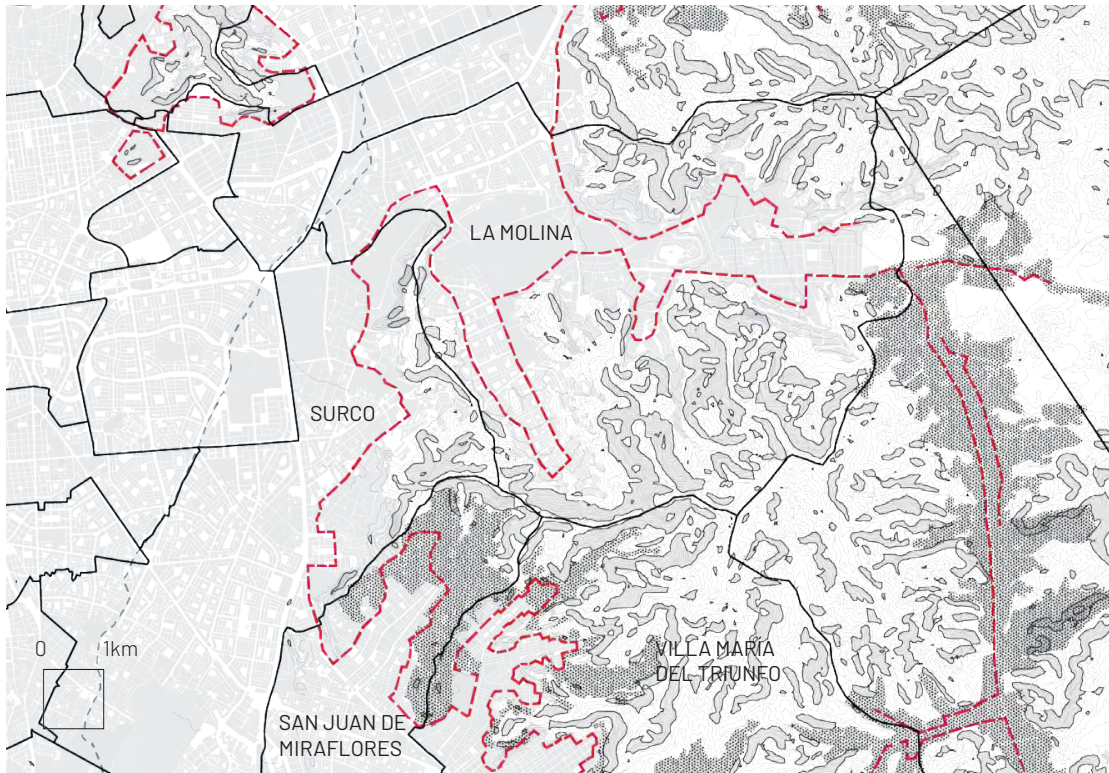 LA MOLINA
SURCO
0 1km
VILLA MARÍA
DEL TRIUNFO
SAN JUAN DE
MIRAFLORES